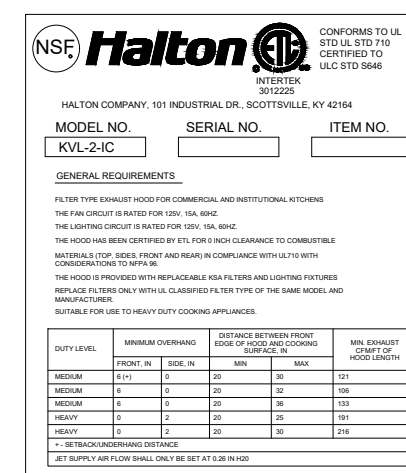 NSF®
Halton
ETL
CONFORMS TO UL
STD UL STD 710
CERTIFIED TO
ULC STD S646
INTERTEK
3012225
HALTON COMPANY, 101 INDUSTRIAL DR., SCOTTSVILLE, KY 42164
MODEL NO. SERIAL NO. ITEM NO.
KVL-2-IC
GENERAL REQUIREMENTS
FILTER TYPE EXHAUST HOOD FOR COMMERCIAL AND INSTITUTIONAL KITCHENS
THE FAN CIRCUIT IS RATED FOR 125V, 15A, 60HZ.
THE LIGHTING CIRCUIT IS RATED FOR 125V, 15A, 60HZ.
THE HOOD HAS BEEN CERTIFIED BY ETL FOR 0 INCH CLEARANCE TO COMBUSTIBLE
MATERIALS (TOP, SIDES, FRONT AND REAR) IN COMPLIANCE WITH UL710 WITH
CONSIDERATIONS TO NFPA 96.
THE HOOD IS PROVIDED WITH REPLACEABLE KSA FILTERS AND LIGHTING FIXTURES
REPLACE FILTERS ONLY WITH UL CLASSIFIED FILTER TYPE OF THE SAME MODEL AND
MANUFACTURER.
SUITABLE FOR USE TO HEAVY DUTY COOKING APPLIANCES.
DUTY LEVEL MINIMUM OVERHANG DISTANCE BETWEEN FRONT EDGE OF HOOD AND COOKING SURFACE, IN MIN. EXHAUST CFM/FT OF HOOD LENGTH
FRONT, IN SIDE, IN MIN MAX
MEDIUM 6 (+) 0 20 30 121
MEDIUM 6 0 20 32 106
MEDIUM 6 0 20 36 133
HEAVY 0 2 20 25 191
HEAVY 0 2 20 30 216
+ - SETBACK/UNDERHANG DISTANCE
JET SUPPLY AIR FLOW SHALL ONLY BE SET AT 0.26 IN H20